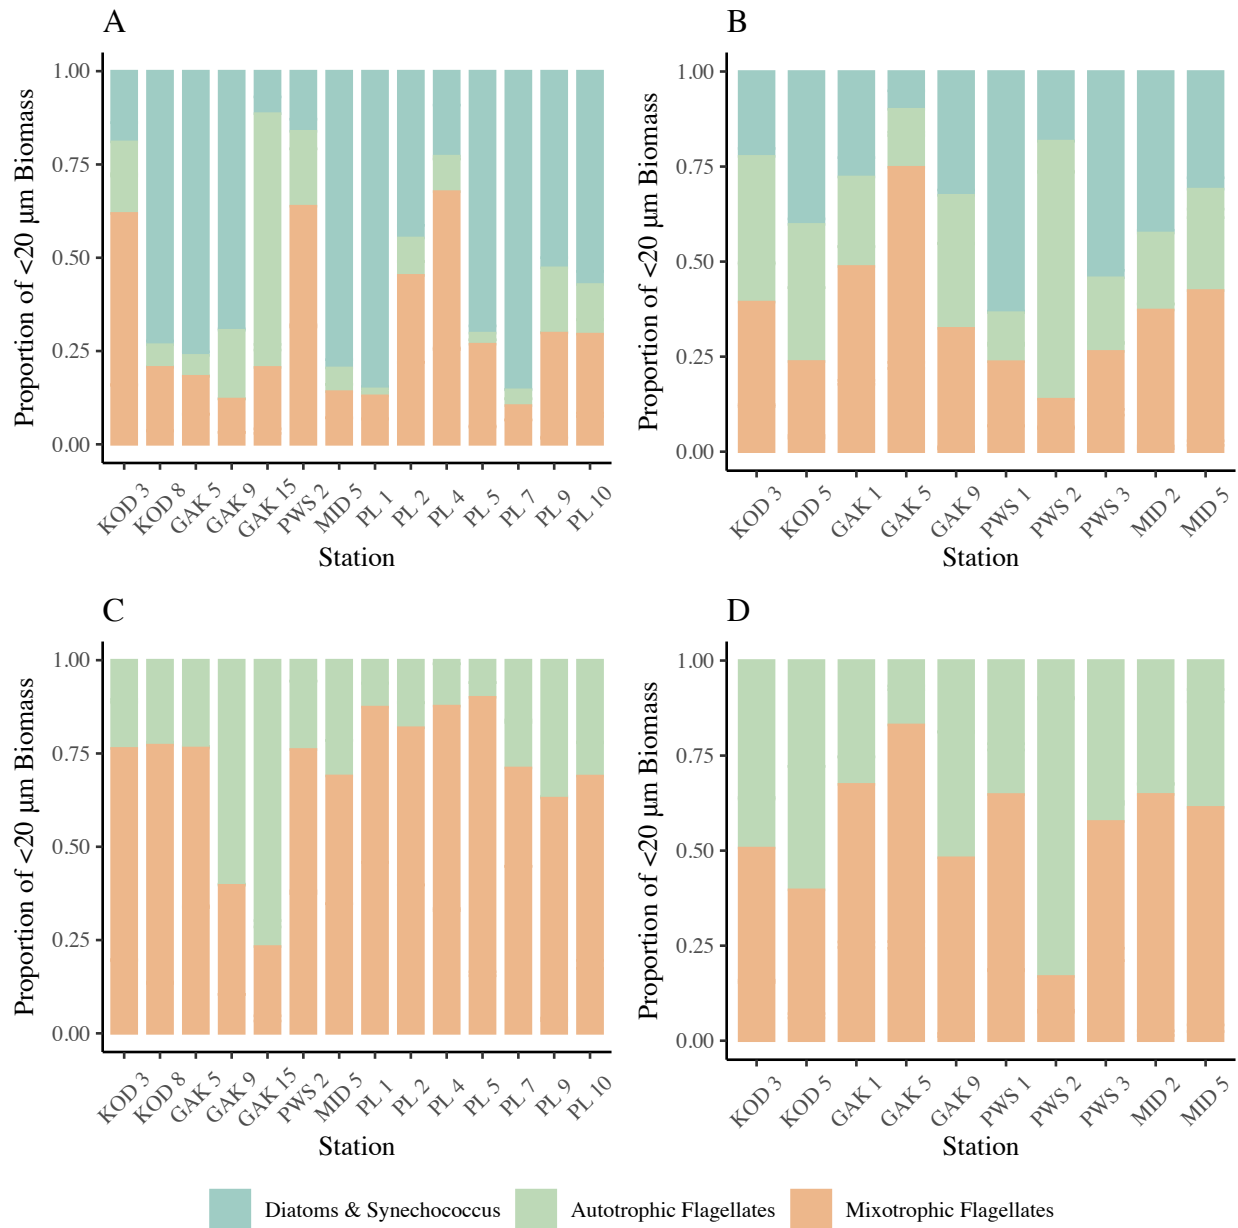 A
Proportion of <20 µm Biomass
1.00
0.75
0.50
0.25
0.00
KOD 3 KOD 8 GAK 5 GAK 9 GAK 15 PWS 2 MID 5 PL 1 PL 2 PL 4 PL 5 PL 7 PL 9 PL 10
Station
B
Proportion of <20 µm Biomass
1.00
0.75
0.50
0.25
0.00
KOD 3 KOD 5 GAK 1 GAK 5 GAK 9 PWS 1 PWS 2 PWS 3 MID 2 MID 5
Station
C
Proportion of <20 µm Biomass
1.00
0.75
0.50
0.25
0.00
KOD 3 KOD 8 GAK 5 GAK 9 GAK 15 PWS 2 MID 5 PL 1 PL 2 PL 4 PL 5 PL 7 PL 9 PL 10
Station
D
Proportion of <20 µm Biomass
1.00
0.75
0.50
0.25
0.00
KOD 3 KOD 5 GAK 1 GAK 5 GAK 9 PWS 1 PWS 2 PWS 3 MID 2 MID 5
Station
Diatoms & Synechococcus Autotrophic Flagellates Mixotrophic Flagellates